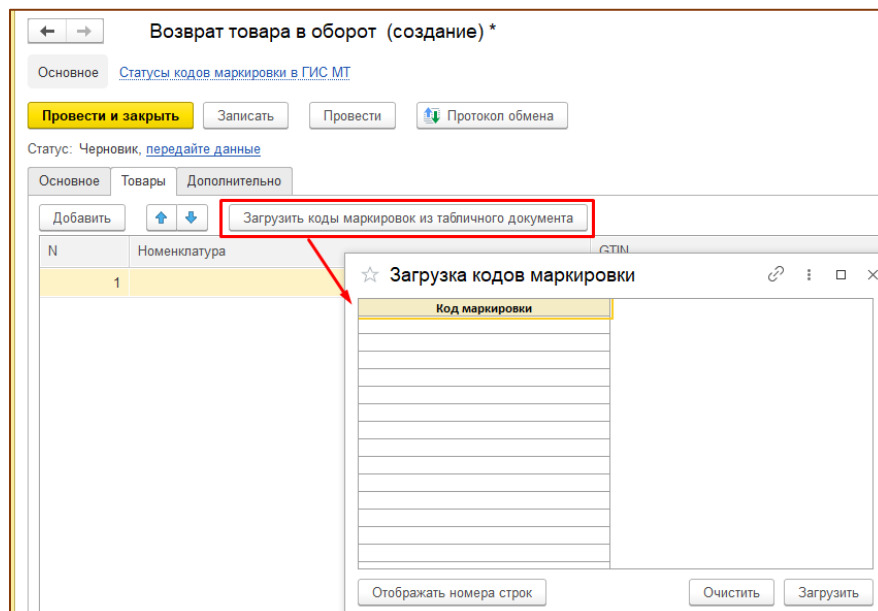 Возврат товара в оборот (создание) *
Основное Статусы кодов маркировки в ГИС МТ
Провести и закрыть Записать Провести Протокол обмена
Статус: Черновик, передайте данные
Основное Товары Дополнительно
Добавить Загрузить коды маркировок из табличного документа
N Номенклатура GTIN
1
Загрузка кодов маркировки
Код маркировки
Отображать номера строк Очистить Загрузить